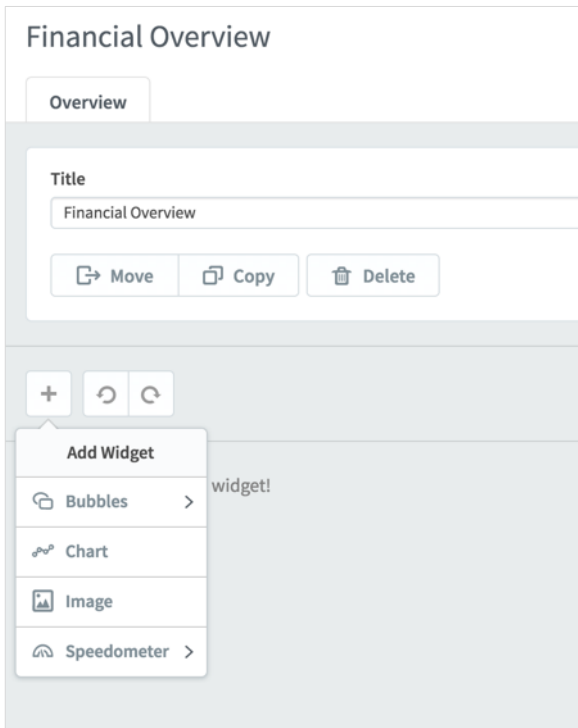 Financial Overview
Overview
Title
Financial Overview
Move Copy Delete
Add Widget
Bubbles
widget!
Chart
Image
Speedometer